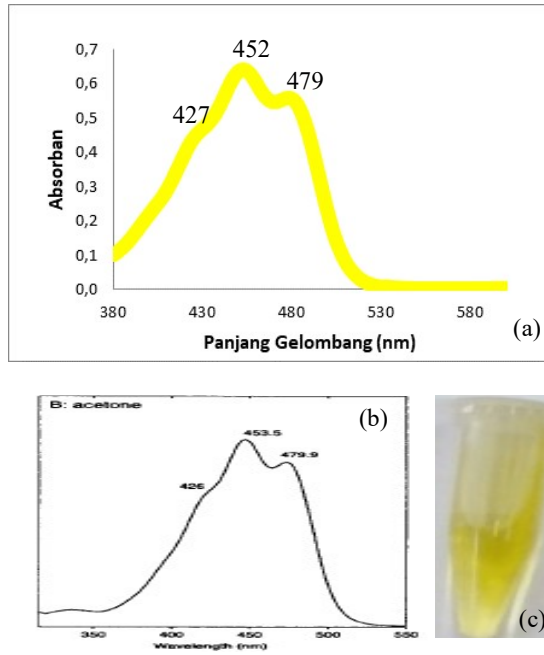 0,7
0,6
0,5
0,4
0,3
0,2
0,1
0,0
Absorban
427
452
479
380 430 480 530 580
Panjang Gelombang (nm)
(a)
B: acetone
(b)
426
453.5
479.9
350 400 450 500 550
Wavelength (nm)
(c)